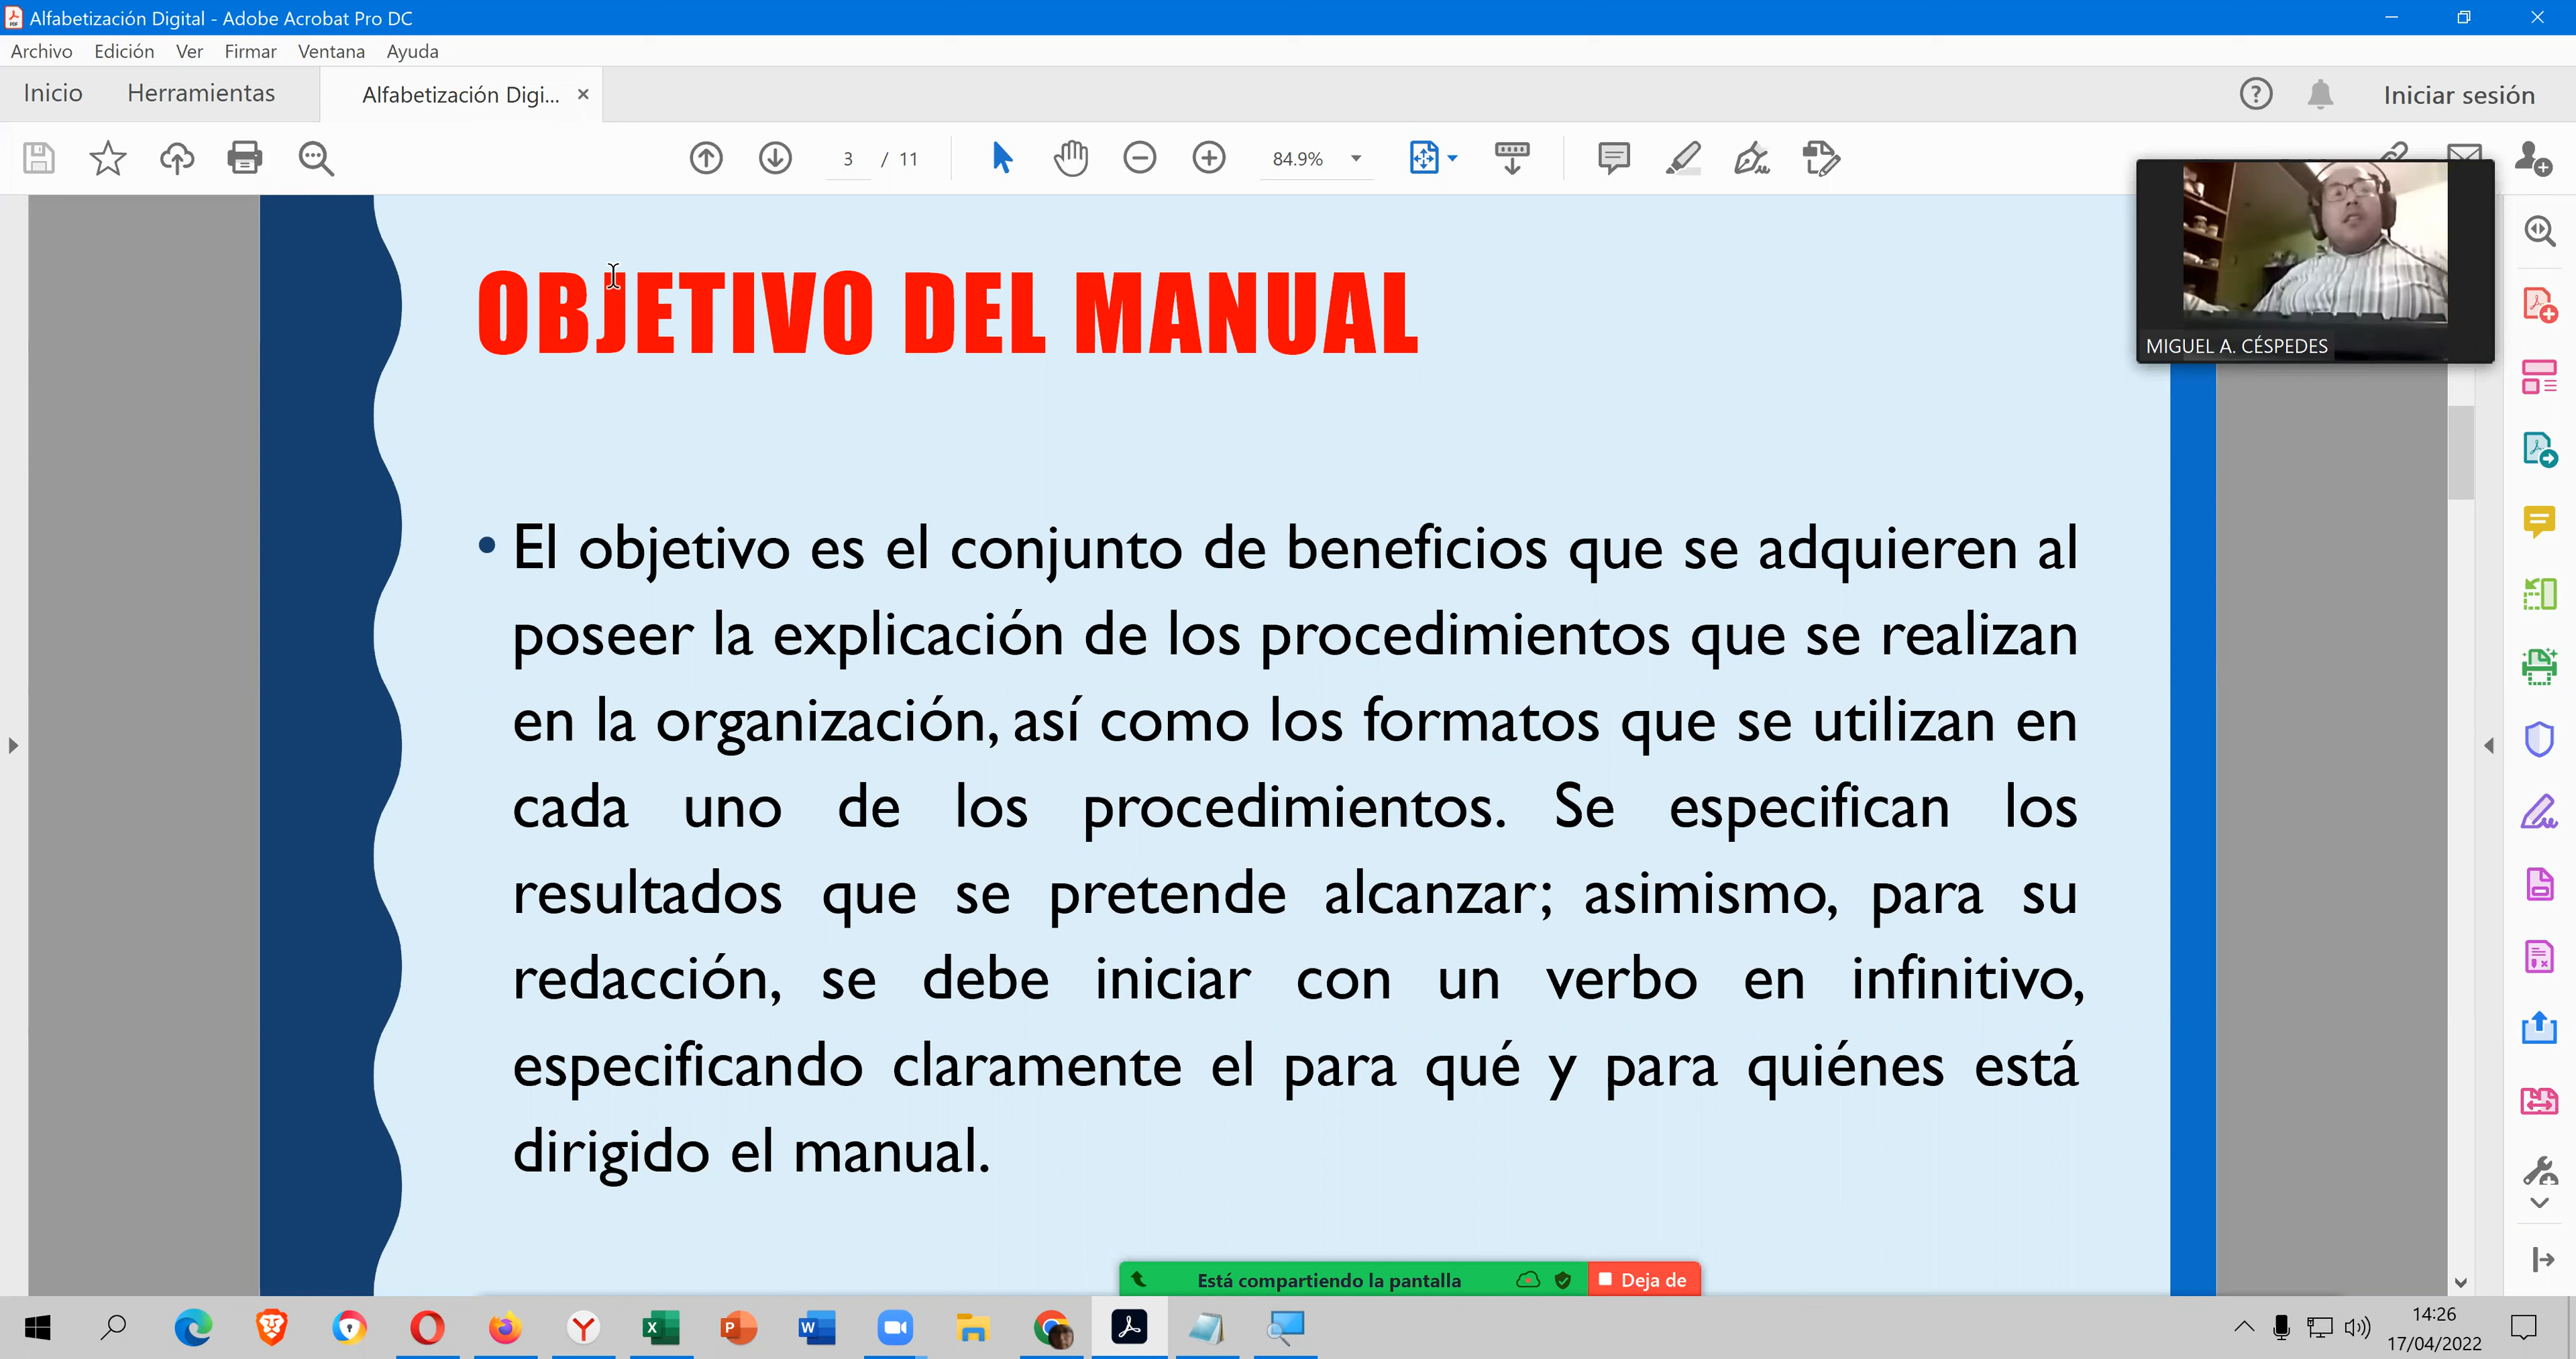 Alfabetización Digital - Adobe Acrobat Pro DC
Archivo Edición Ver Firmar Ventana Ayuda
Inicio Herramientas Alfabetización Digi... Iniciar sesión
3 / 11 84.9%
MIGUEL A. CÉSPEDES
OBJETIVO DEL MANUAL
• El objetivo es el conjunto de beneficios que se adquieren al
poseer la explicación de los procedimientos que se realizan
en la organización, así como los formatos que se utilizan en
cada uno de los procedimientos. Se especifican los
resultados que se pretende alcanzar; asimismo, para su
redacción, se debe iniciar con un verbo en infinitivo,
especificando claramente el para qué y para quiénes está
dirigido el manual.
Está compartiendo la pantalla Deja de
14:26
17/04/2022